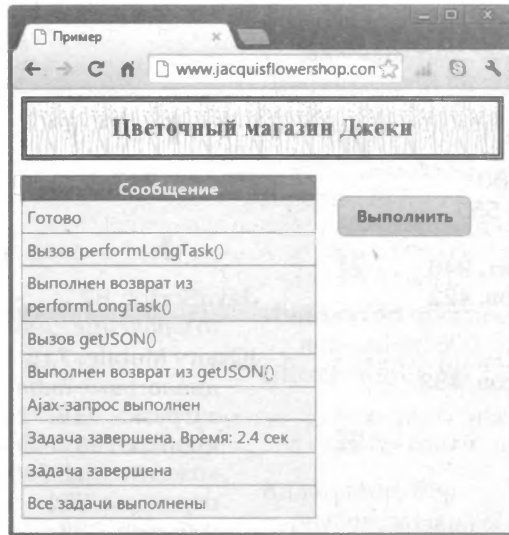 Пример
www.jacquisflowershop.con
Цветочный магазин Джеки
Сообщение
Готово
Выполнить
Вызов performLongTask()
Выполнен возврат из
performLongTask()
Вызов getJSON()
Выполнен возврат из getJSON()
Ajax-запрос выполнен
Задача завершена. Время: 2.4 сек
Задача завершена
Все задачи выполнены